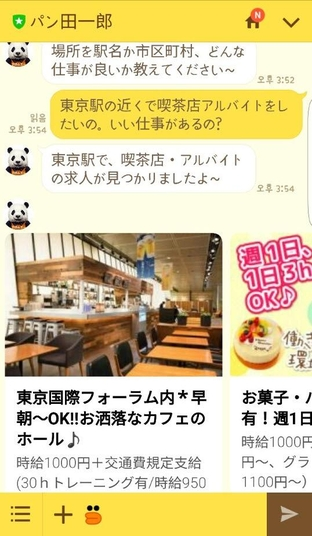 パン田一郎
N
場所を駅名か市区町村、どんな
仕事が良いか教えてください~
오후 3:52
東京駅の近くで喫茶店アルバイトをし
たいの。いい仕事があるの?
읽음
오후 3:54
東京駅で、喫茶店・アルバイト
の求人が見つかりましたよ~
오후 3:54
東京国際フォーラム内*早
朝~OK!!お洒落なカフェの
ホール♪
時給1000円+交通費規定支給
(30hトレーニング有/時給950
週1日、
1日3h
OK♪
働き
環
お菓子・パ
有!週1日
時給1000円
円~、グラ
1100円~)